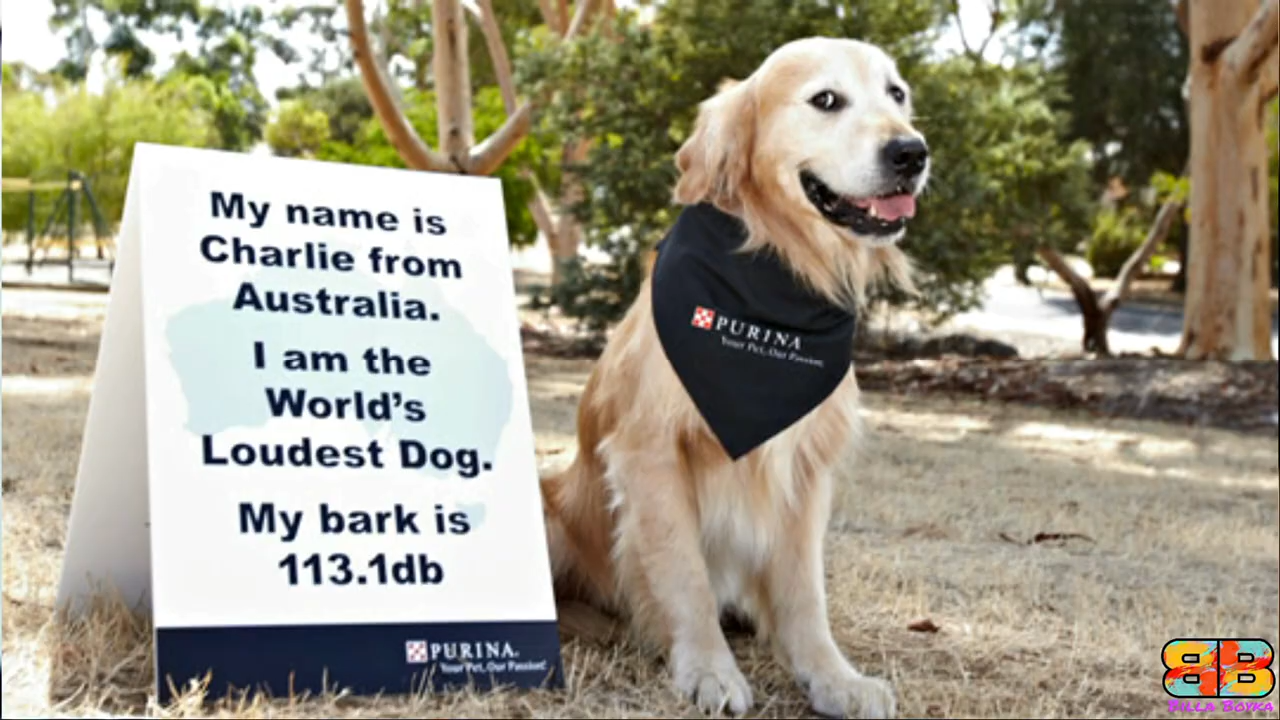 My name is
Charlie from
Australia.
I am the
World's
Loudest Dog.
My bark is
113.1db
PURINA.
Your Pet, Our Passion!
PURINA
Your Pet, Our Passion.
BB
BILLA BOYKA